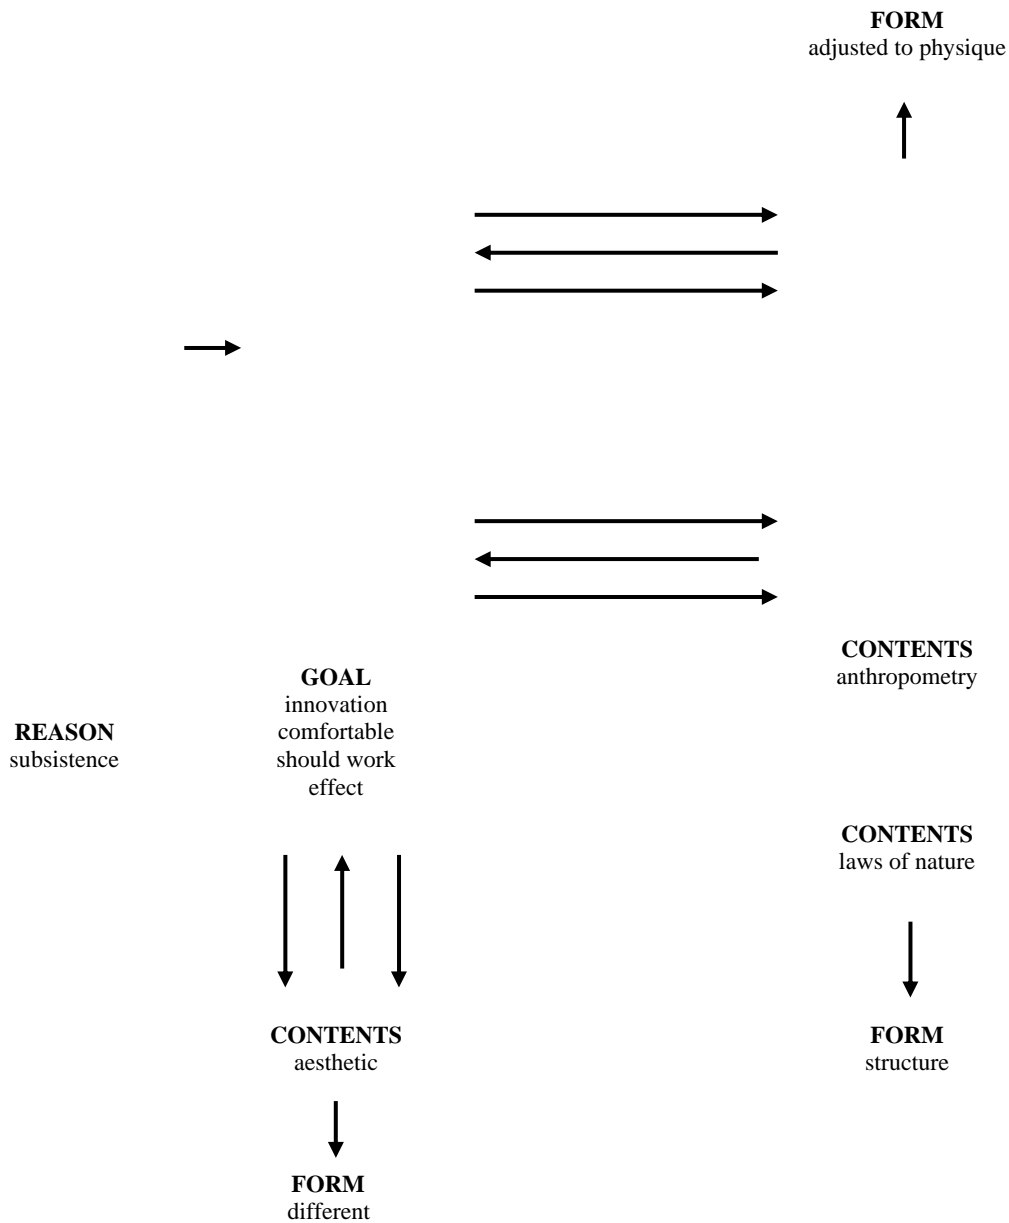 FORM
adjusted to physique
CONTENTS
anthropometry
GOAL
innovation
comfortable
should work
effect
REASON
subsistence
CONTENTS
laws of nature
CONTENTS
aesthetic
FORM
structure
FORM
different